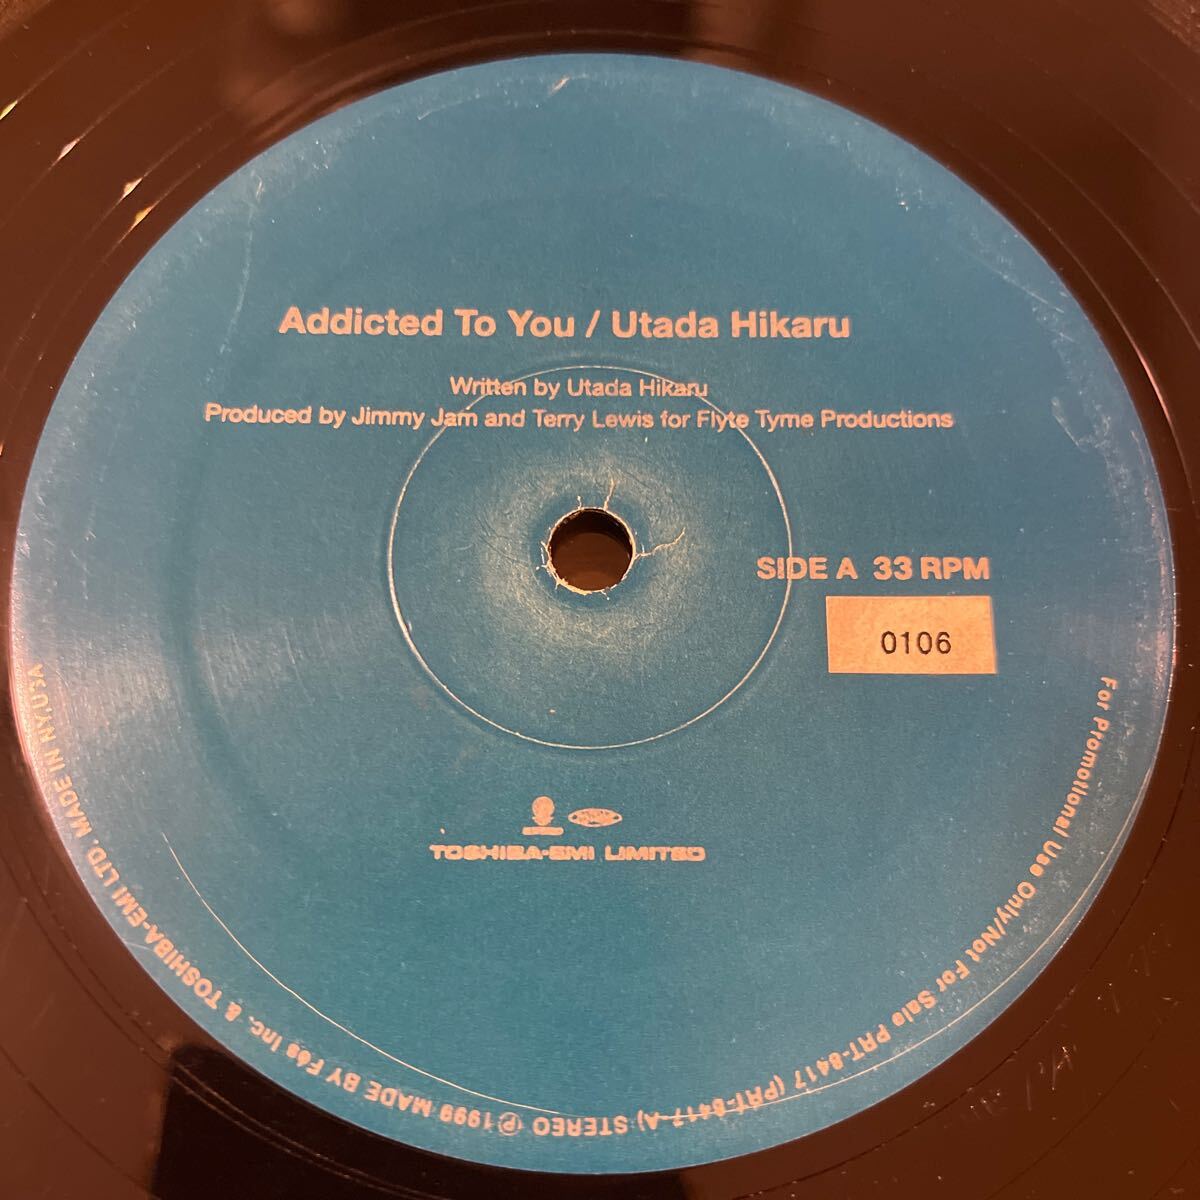 Addicted To You / Utada Hikaru
Written by Utada Hikaru
Produced by Jimmy Jam and Terry Lewis for Flyte Tyme Productions
SIDE A 33 RPM
0106
TOSHIBA-EMI LIMITED
For Promotional Use Only/Not For Sale PRT-8417 (PRT-8417-A) STEREO ℗ 1999 MADE BY F6s Inc. & TOSHIBA-EMI LTD. MADE IN NY.U.S.A